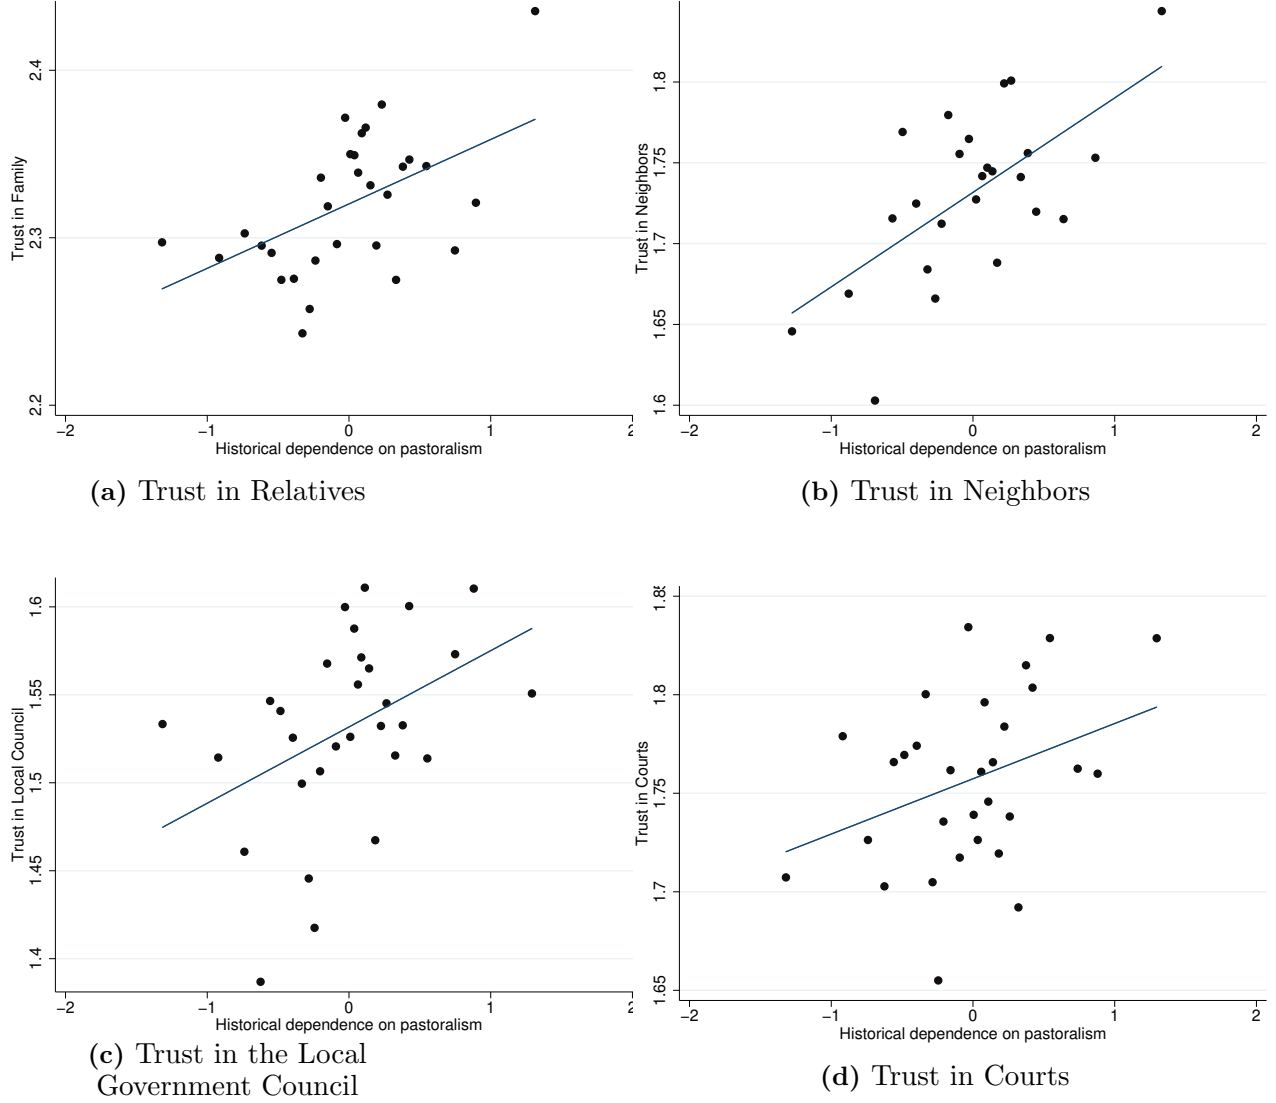 2.4
2.3
2.2
Trust in Family
−2
−1
0
1
2
Historical dependence on pastoralism
(a) Trust in Relatives
1.8
1.75
1.7
1.65
1.6
Trust in Neighbors
−2
−1
0
1
2
Historical dependence on pastoralism
(b) Trust in Neighbors
1.6
1.55
1.5
1.45
1.4
Trust in Local Council
−2
−1
0
1
2
Historical dependence on pastoralism
(c) Trust in the Local
Government Council
1.8
1.75
1.7
1.65
Trust in Courts
−2
−1
0
1
2
Historical dependence on pastoralism
(d) Trust in Courts